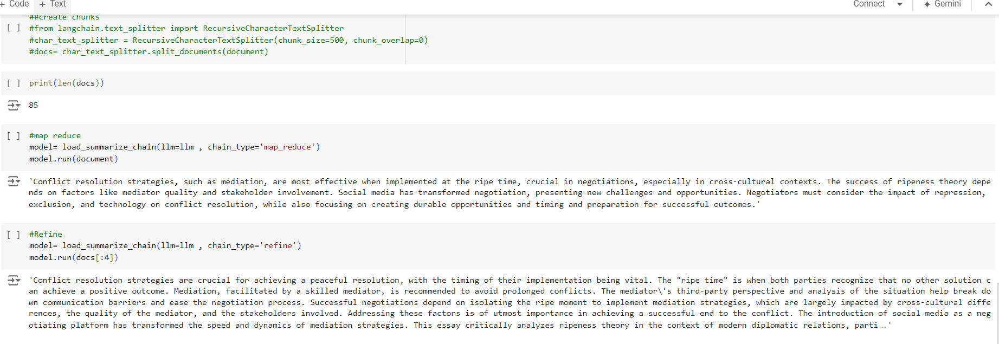 + Code + Text Connect Gemini
##create chunks
[ ] #from langchain.text_splitter import RecursiveCharacterTextSplitter
#char_text_splitter = RecursiveCharacterTextSplitter(chunk_size=500, chunk_overlap=0)
#docs= char_text_splitter.split_documents(document)
[ ] print(len(docs))
85
[ ] #map reduce
model= load_summarize_chain(llm=llm , chain_type='map_reduce')
model.run(document)
'Conflict resolution strategies, such as mediation, are most effective when implemented at the ripe time, crucial in negotiations, especially in cross-cultural contexts. The success of ripeness theory depe
nds on factors like mediator quality and stakeholder involvement. Social media has transformed negotiation, presenting new challenges and opportunities. Negotiators must consider the impact of repression,
exclusion, and technology on conflict resolution, while also focusing on creating durable opportunities and timing and preparation for successful outcomes.'
[ ] #Refine
model= load_summarize_chain(llm=llm , chain_type='refine')
model.run(docs[:4])
'Conflict resolution strategies are crucial for achieving a peaceful resolution, with the timing of their implementation being vital. The "ripe time" is when both parties recognize that no other solution c
an achieve a positive outcome. Mediation, facilitated by a skilled mediator, is recommended to avoid prolonged conflicts. The mediator\'s third-party perspective and analysis of the situation help break do
wn communication barriers and ease the negotiation process. Successful negotiations depend on isolating the ripe moment to implement mediation strategies, which are largely impacted by cross-cultural diffe
rences, the quality of the mediator, and the stakeholders involved. Addressing these factors is of utmost importance in achieving a successful end to the conflict. The introduction of social media as a neg
otiating platform has transformed the speed and dynamics of mediation strategies. This essay critically analyzes ripeness theory in the context of modern diplomatic relations, parti...'